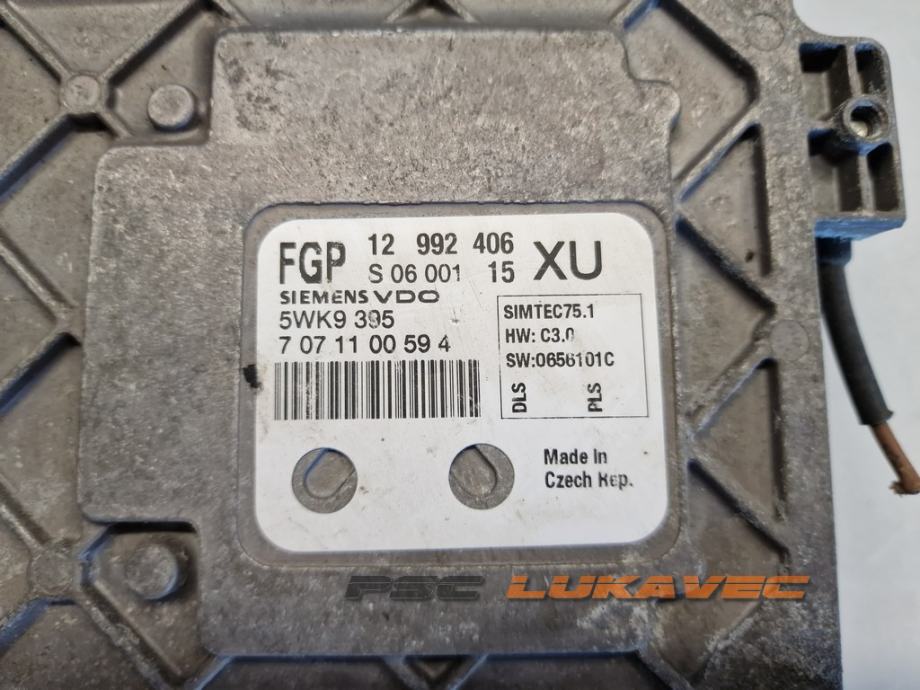 FGP 12 992 406 XU
S 06 001 15
SIEMENS VDO
5WK9 395
7 07 11 00 59 4
SIMTEC75.1
HW: C3.0
SW:0656101C
DLS PLS
Made In
Czech Rep.
PSC LUKAVEC